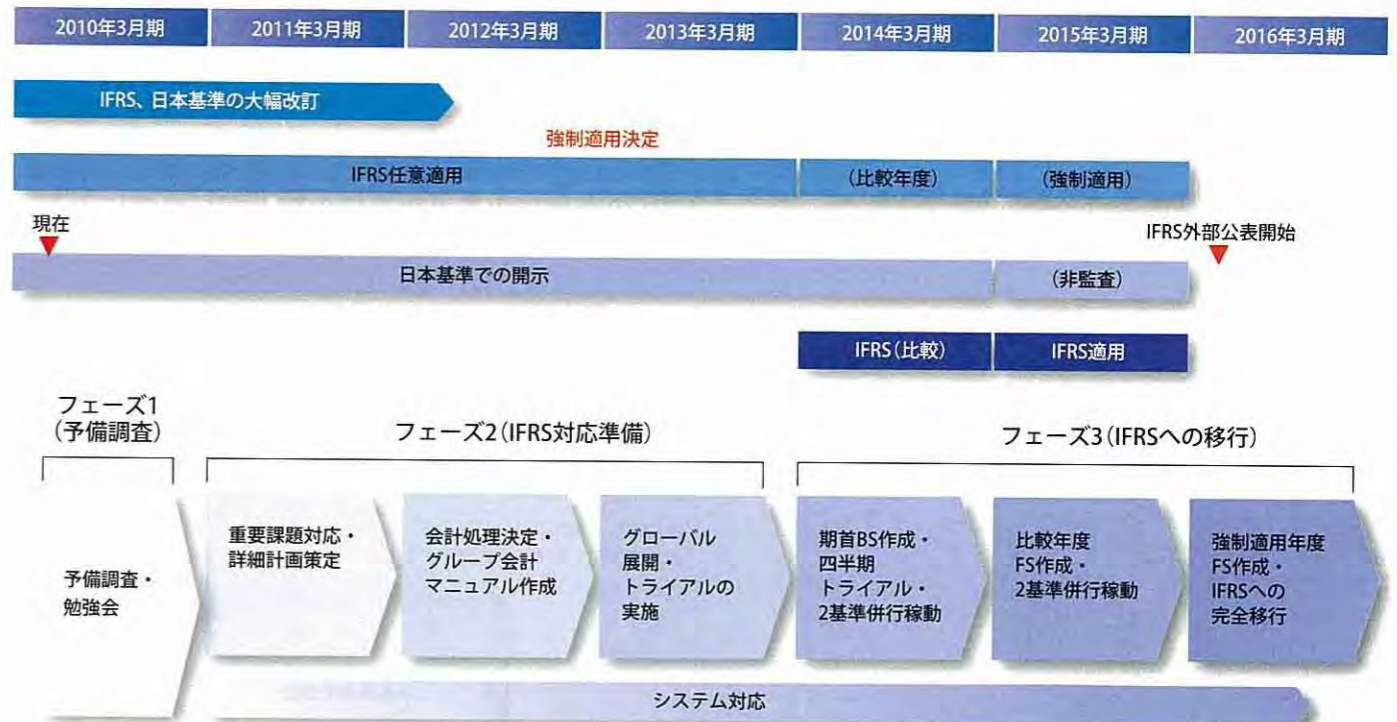 2010年3月期
2011年3月期
2012年3月期
2013年3月期
2014年3月期
2015年3月期
2016年3月期
IFRS、日本基準の大幅改訂
強制適用決定
IFRS任意適用
(比較年度)
(強制適用)
現在
IFRS外部公表開始
日本基準での開示
(非監査)
IFRS(比較)
IFRS適用
フェーズ1
(予備調査)
フェーズ2(IFRS対応準備)
フェーズ3(IFRSへの移行)
予備調査・
勉強会
重要課題対応・
詳細計画策定
会計処理決定・
グループ会計
マニュアル作成
グローバル
展開・
トライアルの
実施
期首BS作成・
四半期
トライアル・
2基準併行稼動
比較年度
FS作成・
2基準併行稼動
強制適用年度
FS作成・
IFRSへの
完全移行
システム対応